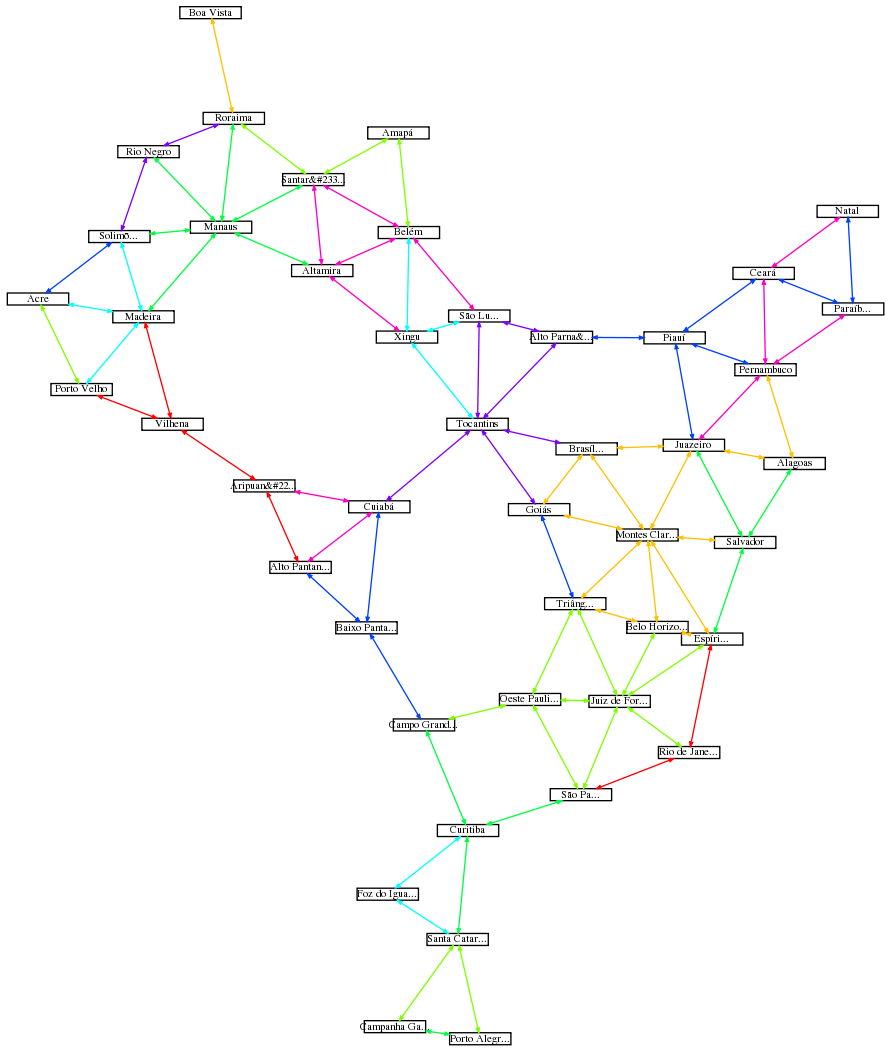 Boa Vista
Roraima
Amapá
Rio Negro
Santar&#233...
Natal
Manaus
Belém
Solimõ...
Altamira
Ceará
Acre
Paraíb...
Madeira
São Lu...
Xingu
Alto Parna&...
Piauí
Pernambuco
Porto Velho
Vilhena
Tocantins
Brasíl...
Juazeiro
Alagoas
Aripuan&#22...
Cuiabá
Goiás
Montes Clar...
Salvador
Alto Pantan...
Triâng...
Baixo Panta...
Belo Horizo...
Espíri...
Oeste Pauli...
Juiz de For...
Campo Grand...
Rio de Jane...
São Pa...
Curitiba
Foz do Igua...
Santa Catar...
Campanha Ga...
Porto Alegr...